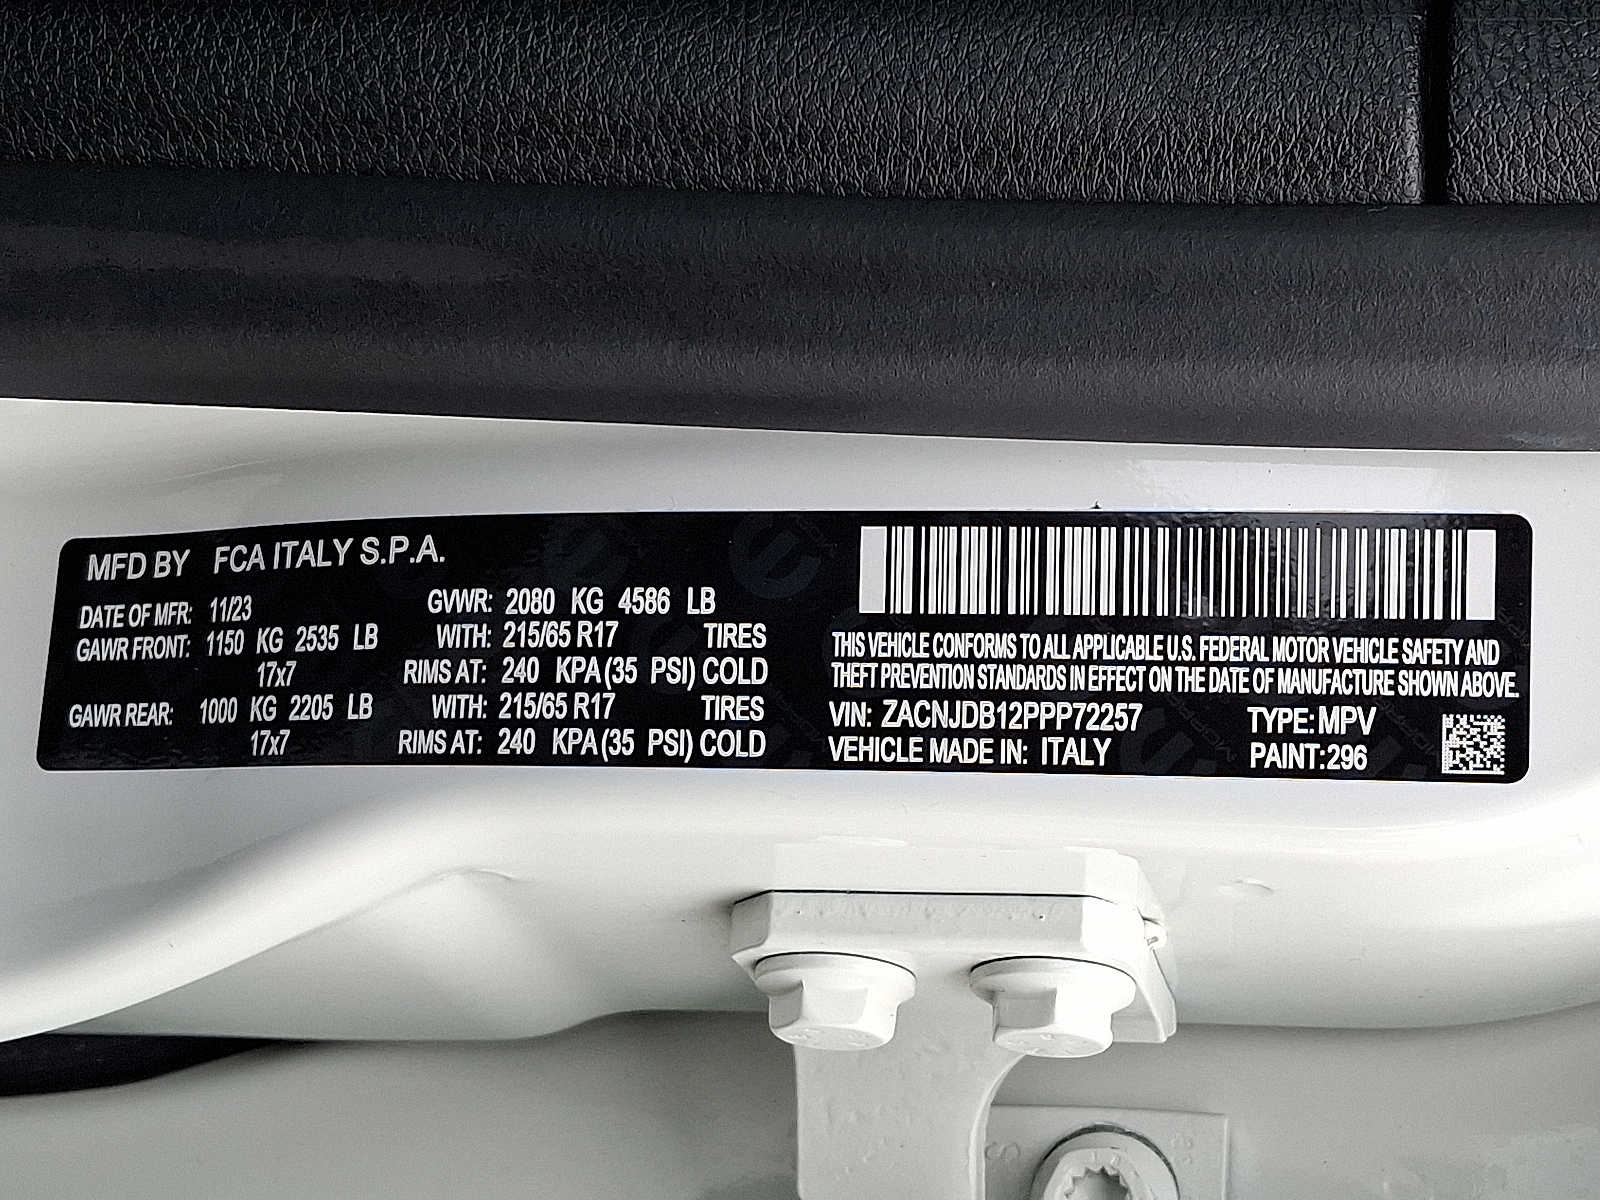 MFD BY FCA ITALY S.P.A.
DATE OF MFR: 11/23 GVWR: 2080 KG 4586 LB
GAWR FRONT: 1150 KG 2535 LB WITH: 215/65 R17 TIRES
17x7 RIMS AT: 240 KPA (35 PSI) COLD
GAWR REAR: 1000 KG 2205 LB WITH: 215/65 R17 TIRES
17x7 RIMS AT: 240 KPA (35 PSI) COLD
THIS VEHICLE CONFORMS TO ALL APPLICABLE U.S. FEDERAL MOTOR VEHICLE SAFETY AND
THEFT PREVENTION STANDARDS IN EFFECT ON THE DATE OF MANUFACTURE SHOWN ABOVE.
VIN: ZACNJDB12PPP72257 TYPE: MPV
VEHICLE MADE IN: ITALY PAINT: 296